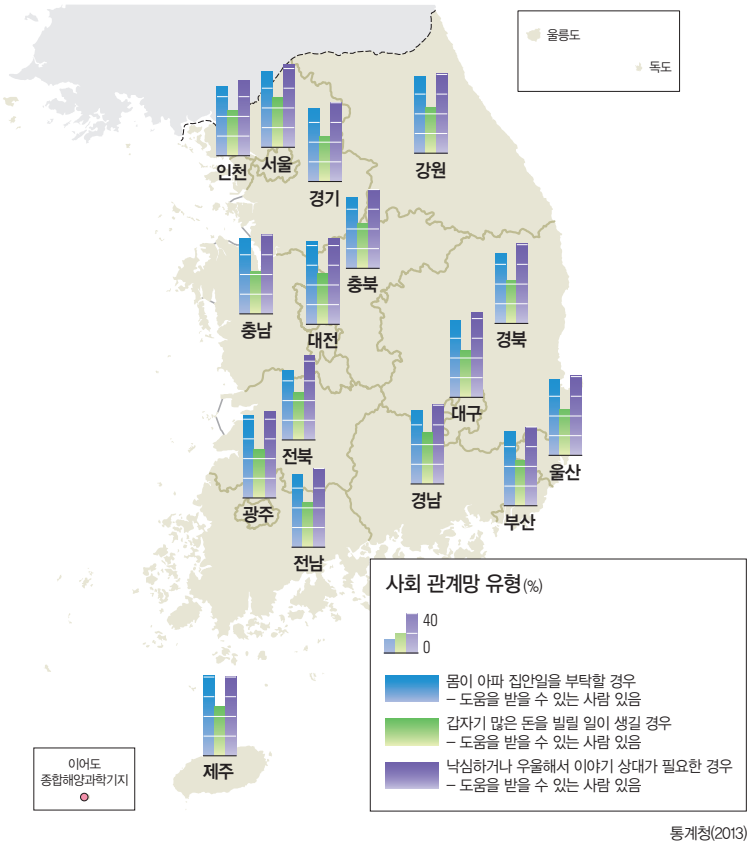 울릉도
독도
인천
서울
경기
강원
충북
충남
대전
경북
대구
전북
울산
경남
광주
부산
전남
제주
이어도
종합해양과학기지
사회 관계망 유형(%)
40
0
몸이 아파 집안일을 부탁할 경우
– 도움을 받을 수 있는 사람 있음
갑자기 많은 돈을 빌릴 일이 생길 경우
– 도움을 받을 수 있는 사람 있음
낙심하거나 우울해서 이야기 상대가 필요한 경우
– 도움을 받을 수 있는 사람 있음
통계청(2013)